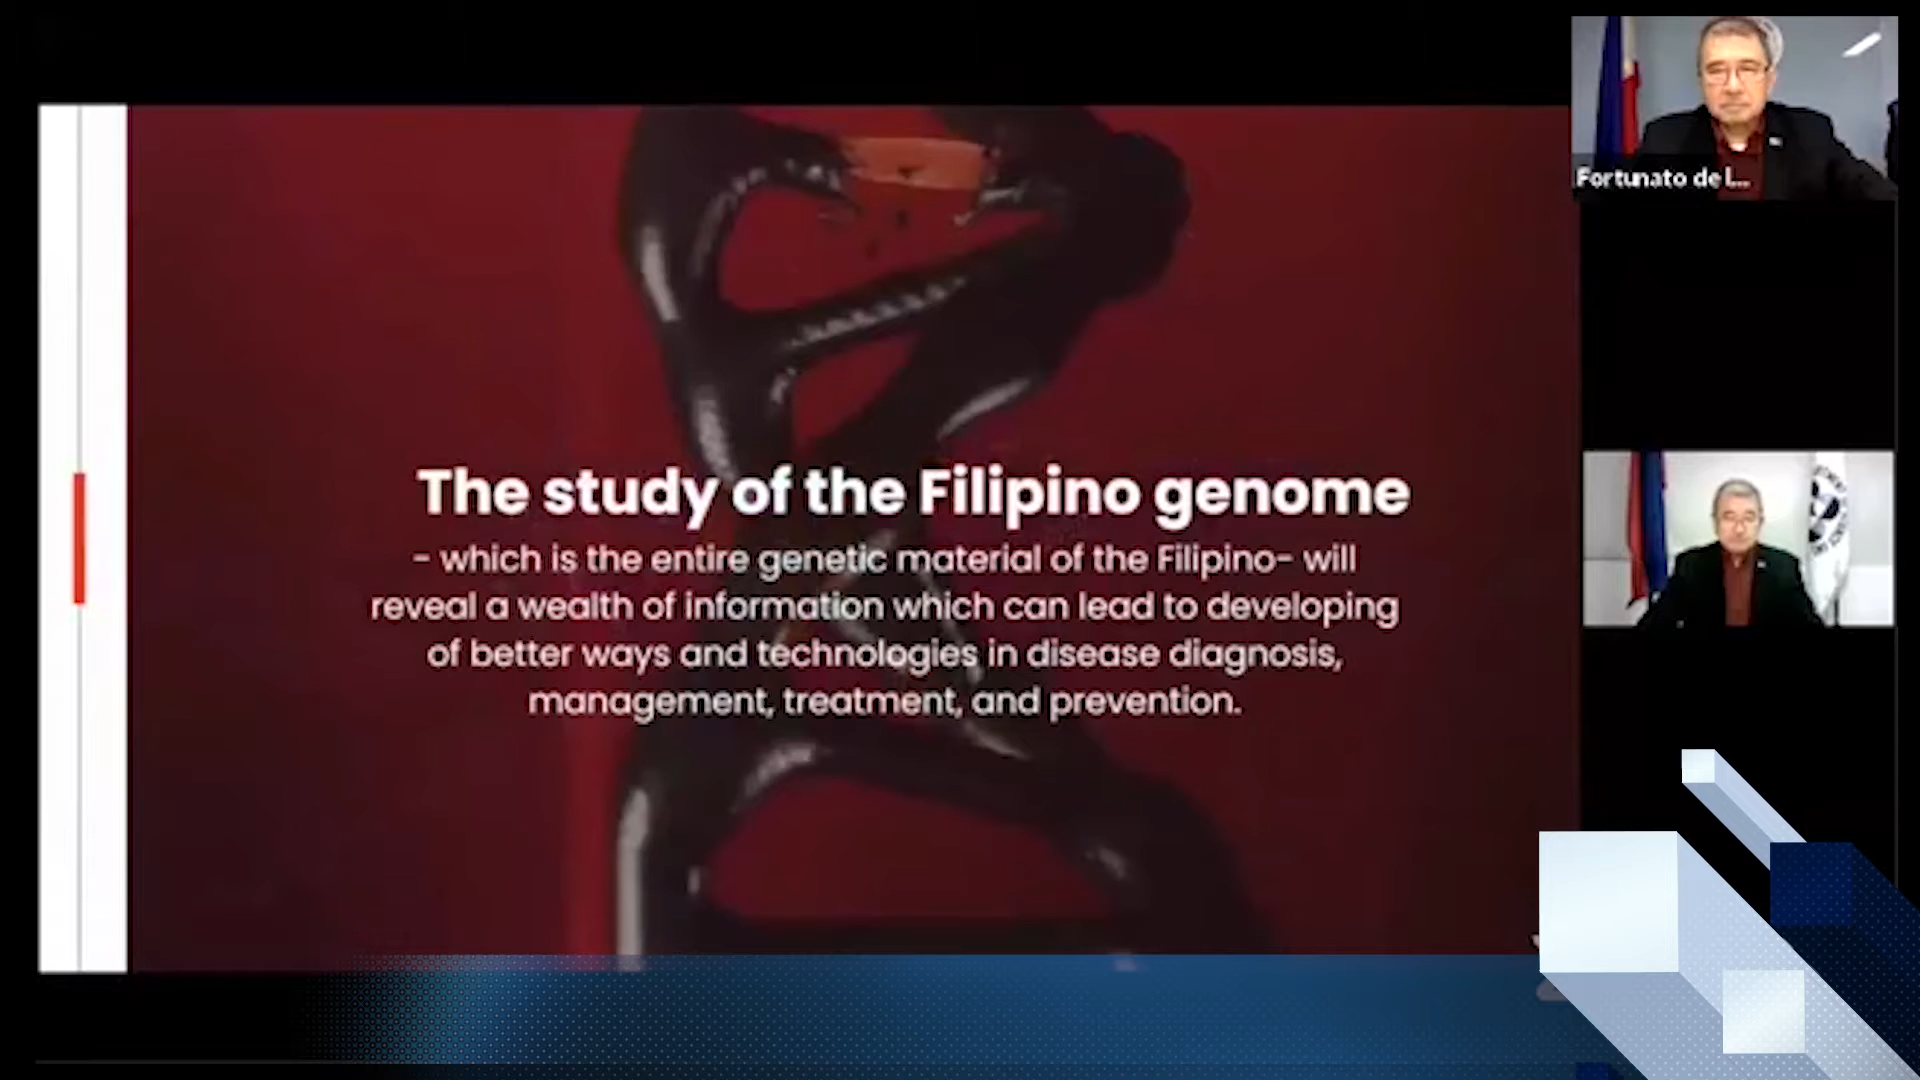 Fortunato de l...
The study of the Filipino genome
- which is the entire genetic material of the Filipino- will
reveal a wealth of information which can lead to developing
of better ways and technologies in disease diagnosis,
management, treatment, and prevention.